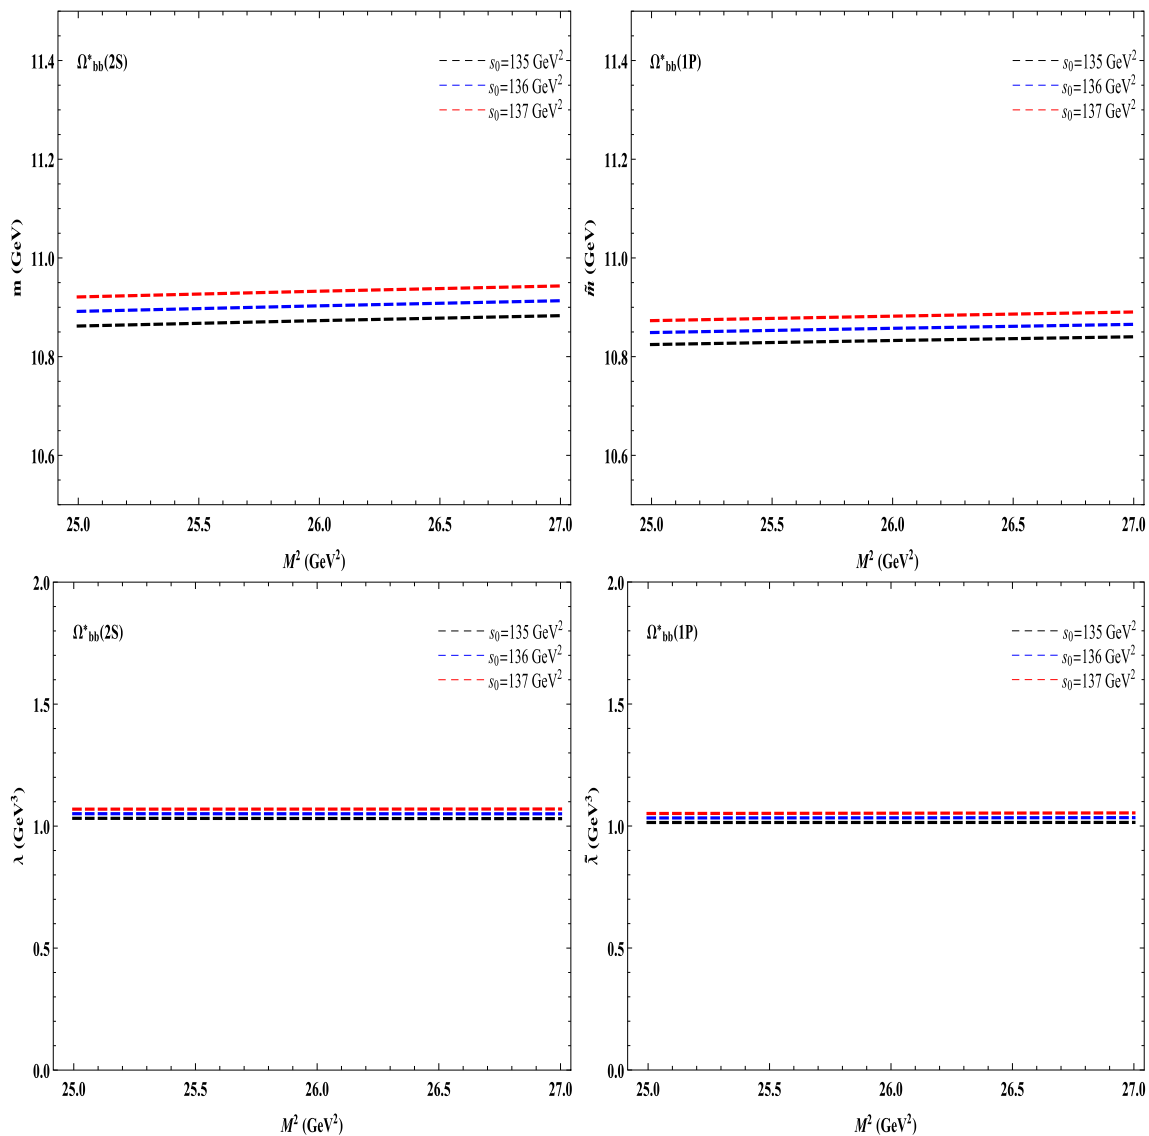 Ω*bb(2S)
s0=135 GeV2
s0=136 GeV2
s0=137 GeV2
11.4
11.2
11.0
10.8
10.6
m (GeV)
25.0 25.5 26.0 26.5 27.0
M2 (GeV2)
Ω*bb(1P)
s0=135 GeV2
s0=136 GeV2
s0=137 GeV2
11.4
11.2
11.0
10.8
10.6
m̃ (GeV)
25.0 25.5 26.0 26.5 27.0
M2 (GeV2)
Ω*bb(2S)
s0=135 GeV2
s0=136 GeV2
s0=137 GeV2
2.0
1.5
1.0
0.5
0.0
λ (GeV3)
25.0 25.5 26.0 26.5 27.0
M2 (GeV2)
Ω*bb(1P)
s0=135 GeV2
s0=136 GeV2
s0=137 GeV2
2.0
1.5
1.0
0.5
0.0
λ̃ (GeV3)
25.0 25.5 26.0 26.5 27.0
M2 (GeV2)